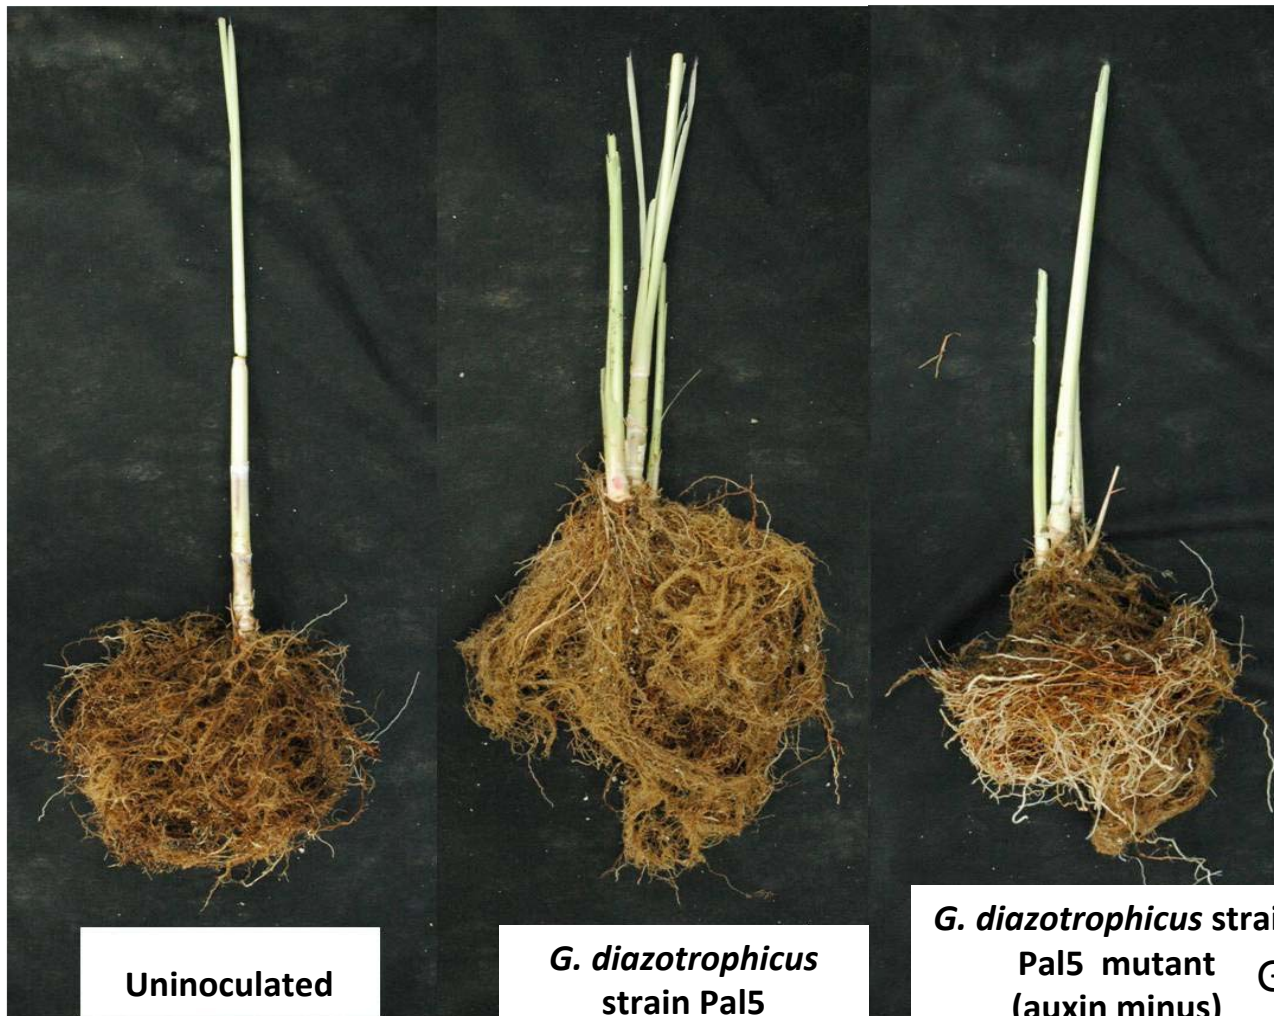 Uninoculated
G. diazotrophicus
strain Pal5
G. diazotrophicus strai
Pal5 mutant
(auxin minus)